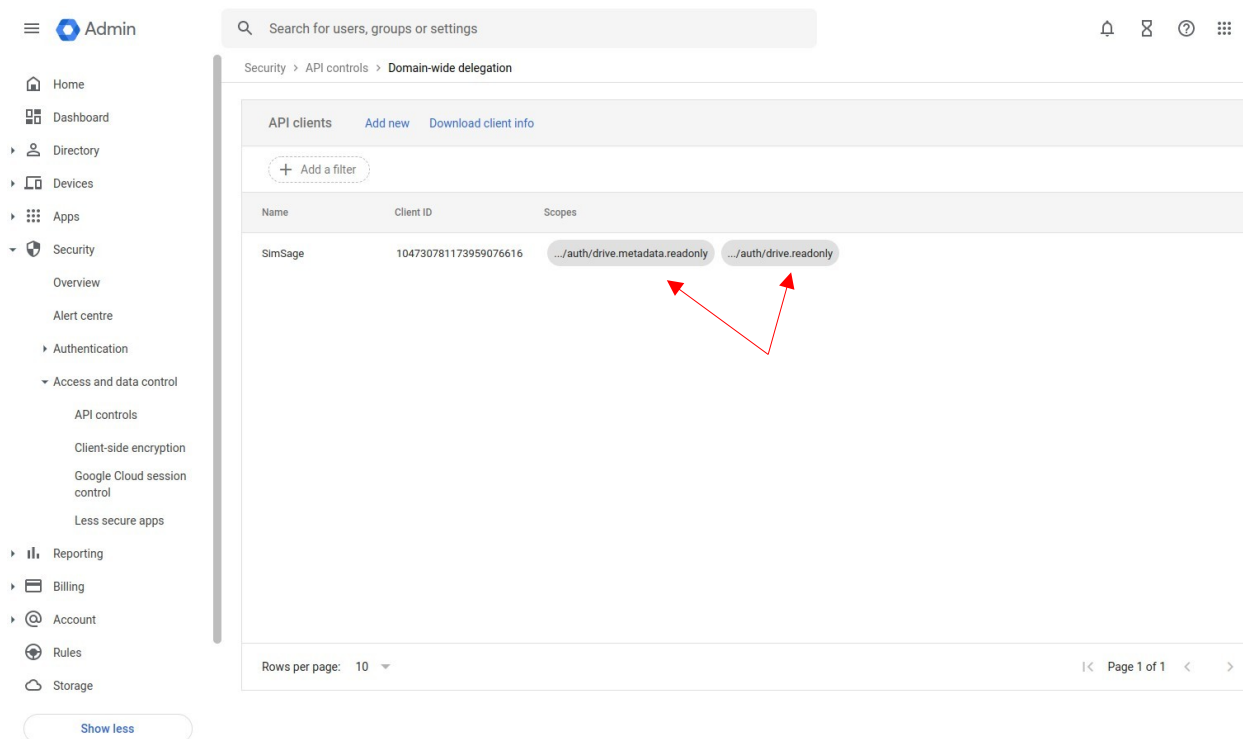 Admin
Search for users, groups or settings
Security > API controls > Domain-wide delegation
Home
Dashboard
Directory
Devices
Apps
Security
Overview
Alert centre
Authentication
Access and data control
API controls
Client-side encryption
Google Cloud session
control
Less secure apps
Reporting
Billing
Account
Rules
Storage
Show less
API clients Add new Download client info
+ Add a filter
Name Client ID Scopes
SimSage 104730781173959076616 .../auth/drive.metadata.readonly .../auth/drive.readonly
Rows per page: 10 Page 1 of 1